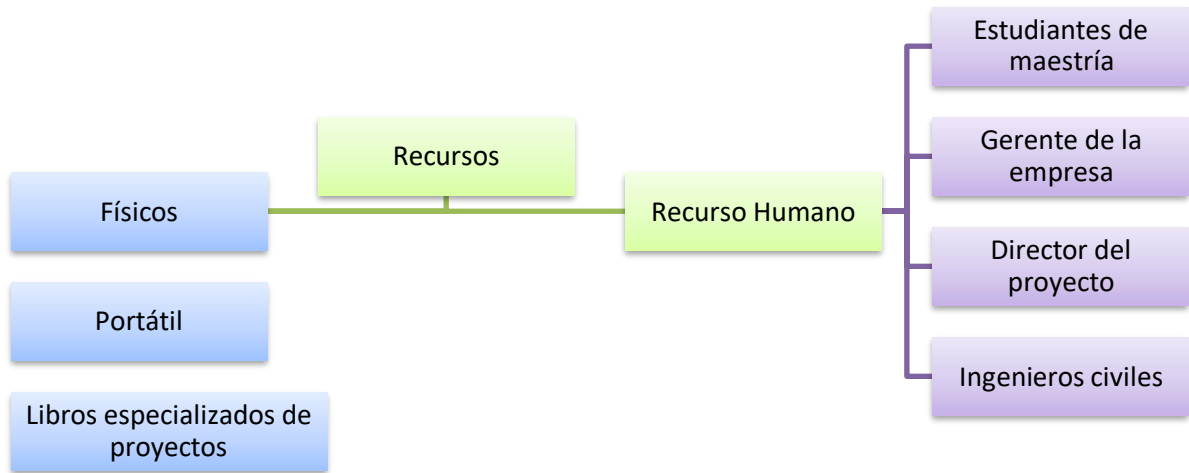 Recursos
Físicos
Portátil
Libros especializados de
proyectos
Recurso Humano
Estudiantes de
maestría
Gerente de la
empresa
Director del
proyecto
Ingenieros civiles